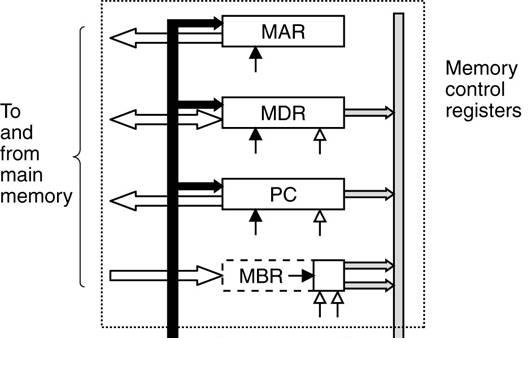 MAR
Memory
control
registers
To
and
from
main
memory
MDR
PC
MBR